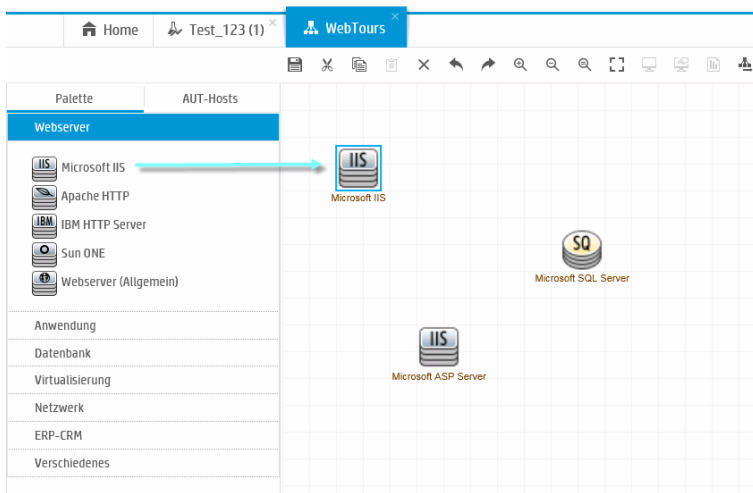 Home Test_123 (1) × WebTours ×
Palette AUT-Hosts
Webserver
IIS Microsoft IIS
Apache HTTP
IBM IBM HTTP Server
Sun ONE
Webserver (Allgemein)
Anwendung
Datenbank
Virtualisierung
Netzwerk
ERP-CRM
Verschiedenes
IIS
Microsoft IIS
SQ
Microsoft SQL Server
IIS
Microsoft ASP Server